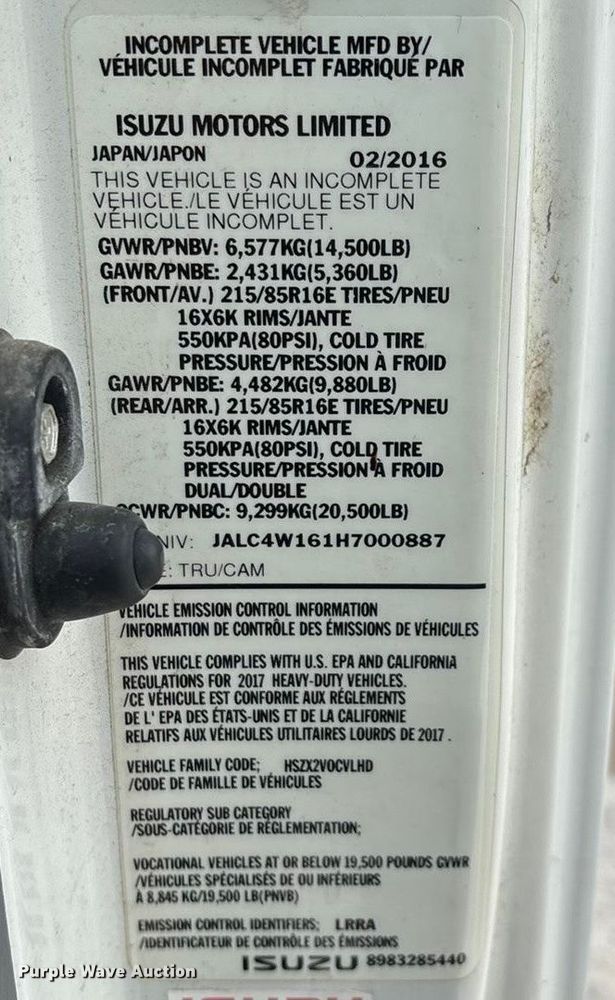 INCOMPLETE VEHICLE MFD BY/
VÉHICULE INCOMPLET FABRIQUÉ PAR
ISUZU MOTORS LIMITED
JAPAN/JAPON 02/2016
THIS VEHICLE IS AN INCOMPLETE
VEHICLE./LE VÉHICULE EST UN
VÉHICULE INCOMPLET.
GVWR/PNBV: 6,577KG(14,500LB)
GAWR/PNBE: 2,431KG(5,360LB)
(FRONT/AV.) 215/85R16E TIRES/PNEU
16X6K RIMS/JANTE
550KPA(80PSI), COLD TIRE
PRESSURE/PRESSION À FROID
GAWR/PNBE: 4,482KG(9,880LB)
(REAR/ARR.) 215/85R16E TIRES/PNEU
16X6K RIMS/JANTE
550KPA(80PSI), COLD TIRE
PRESSURE/PRESSION À FROID
DUAL/DOUBLE
GCWR/PNBC: 9,299KG(20,500LB)
NIV: JALC4W161H7000887
: TRU/CAM
VEHICLE EMISSION CONTROL INFORMATION
/INFORMATION DE CONTRÔLE DES ÉMISSIONS DE VÉHICULES
THIS VEHICLE COMPLIES WITH U.S. EPA AND CALIFORNIA
REGULATIONS FOR 2017 HEAVY-DUTY VEHICLES.
/CE VÉHICULE EST CONFORME AUX RÉGLEMENTS
DE L' EPA DES ÉTATS-UNIS ET DE LA CALIFORNIE
RELATIFS AUX VÉHICULES UTILITAIRES LOURDS DE 2017 .
VEHICLE FAMILY CODE; HSZX2VOCVLHD
/CODE DE FAMILLE DE VÉHICULES
REGULATORY SUB CATEGORY
/SOUS-CATÉGORIE DE RÉGLEMENTATION;
VOCATIONAL VEHICLES AT OR BELOW 19,500 POUNDS GVWR
/VÉHICULES SPÉCIALISÉS DE OU INFÉRIEURS
À 8,845 KG/19,500 LB(PNVB)
EMISSION CONTROL IDENTIFIERS; LRRA
/IDENTIFICATEUR DE CONTRÔLE DES ÉMISSIONS
ISUZU 8983285440
Purple Wave Auction